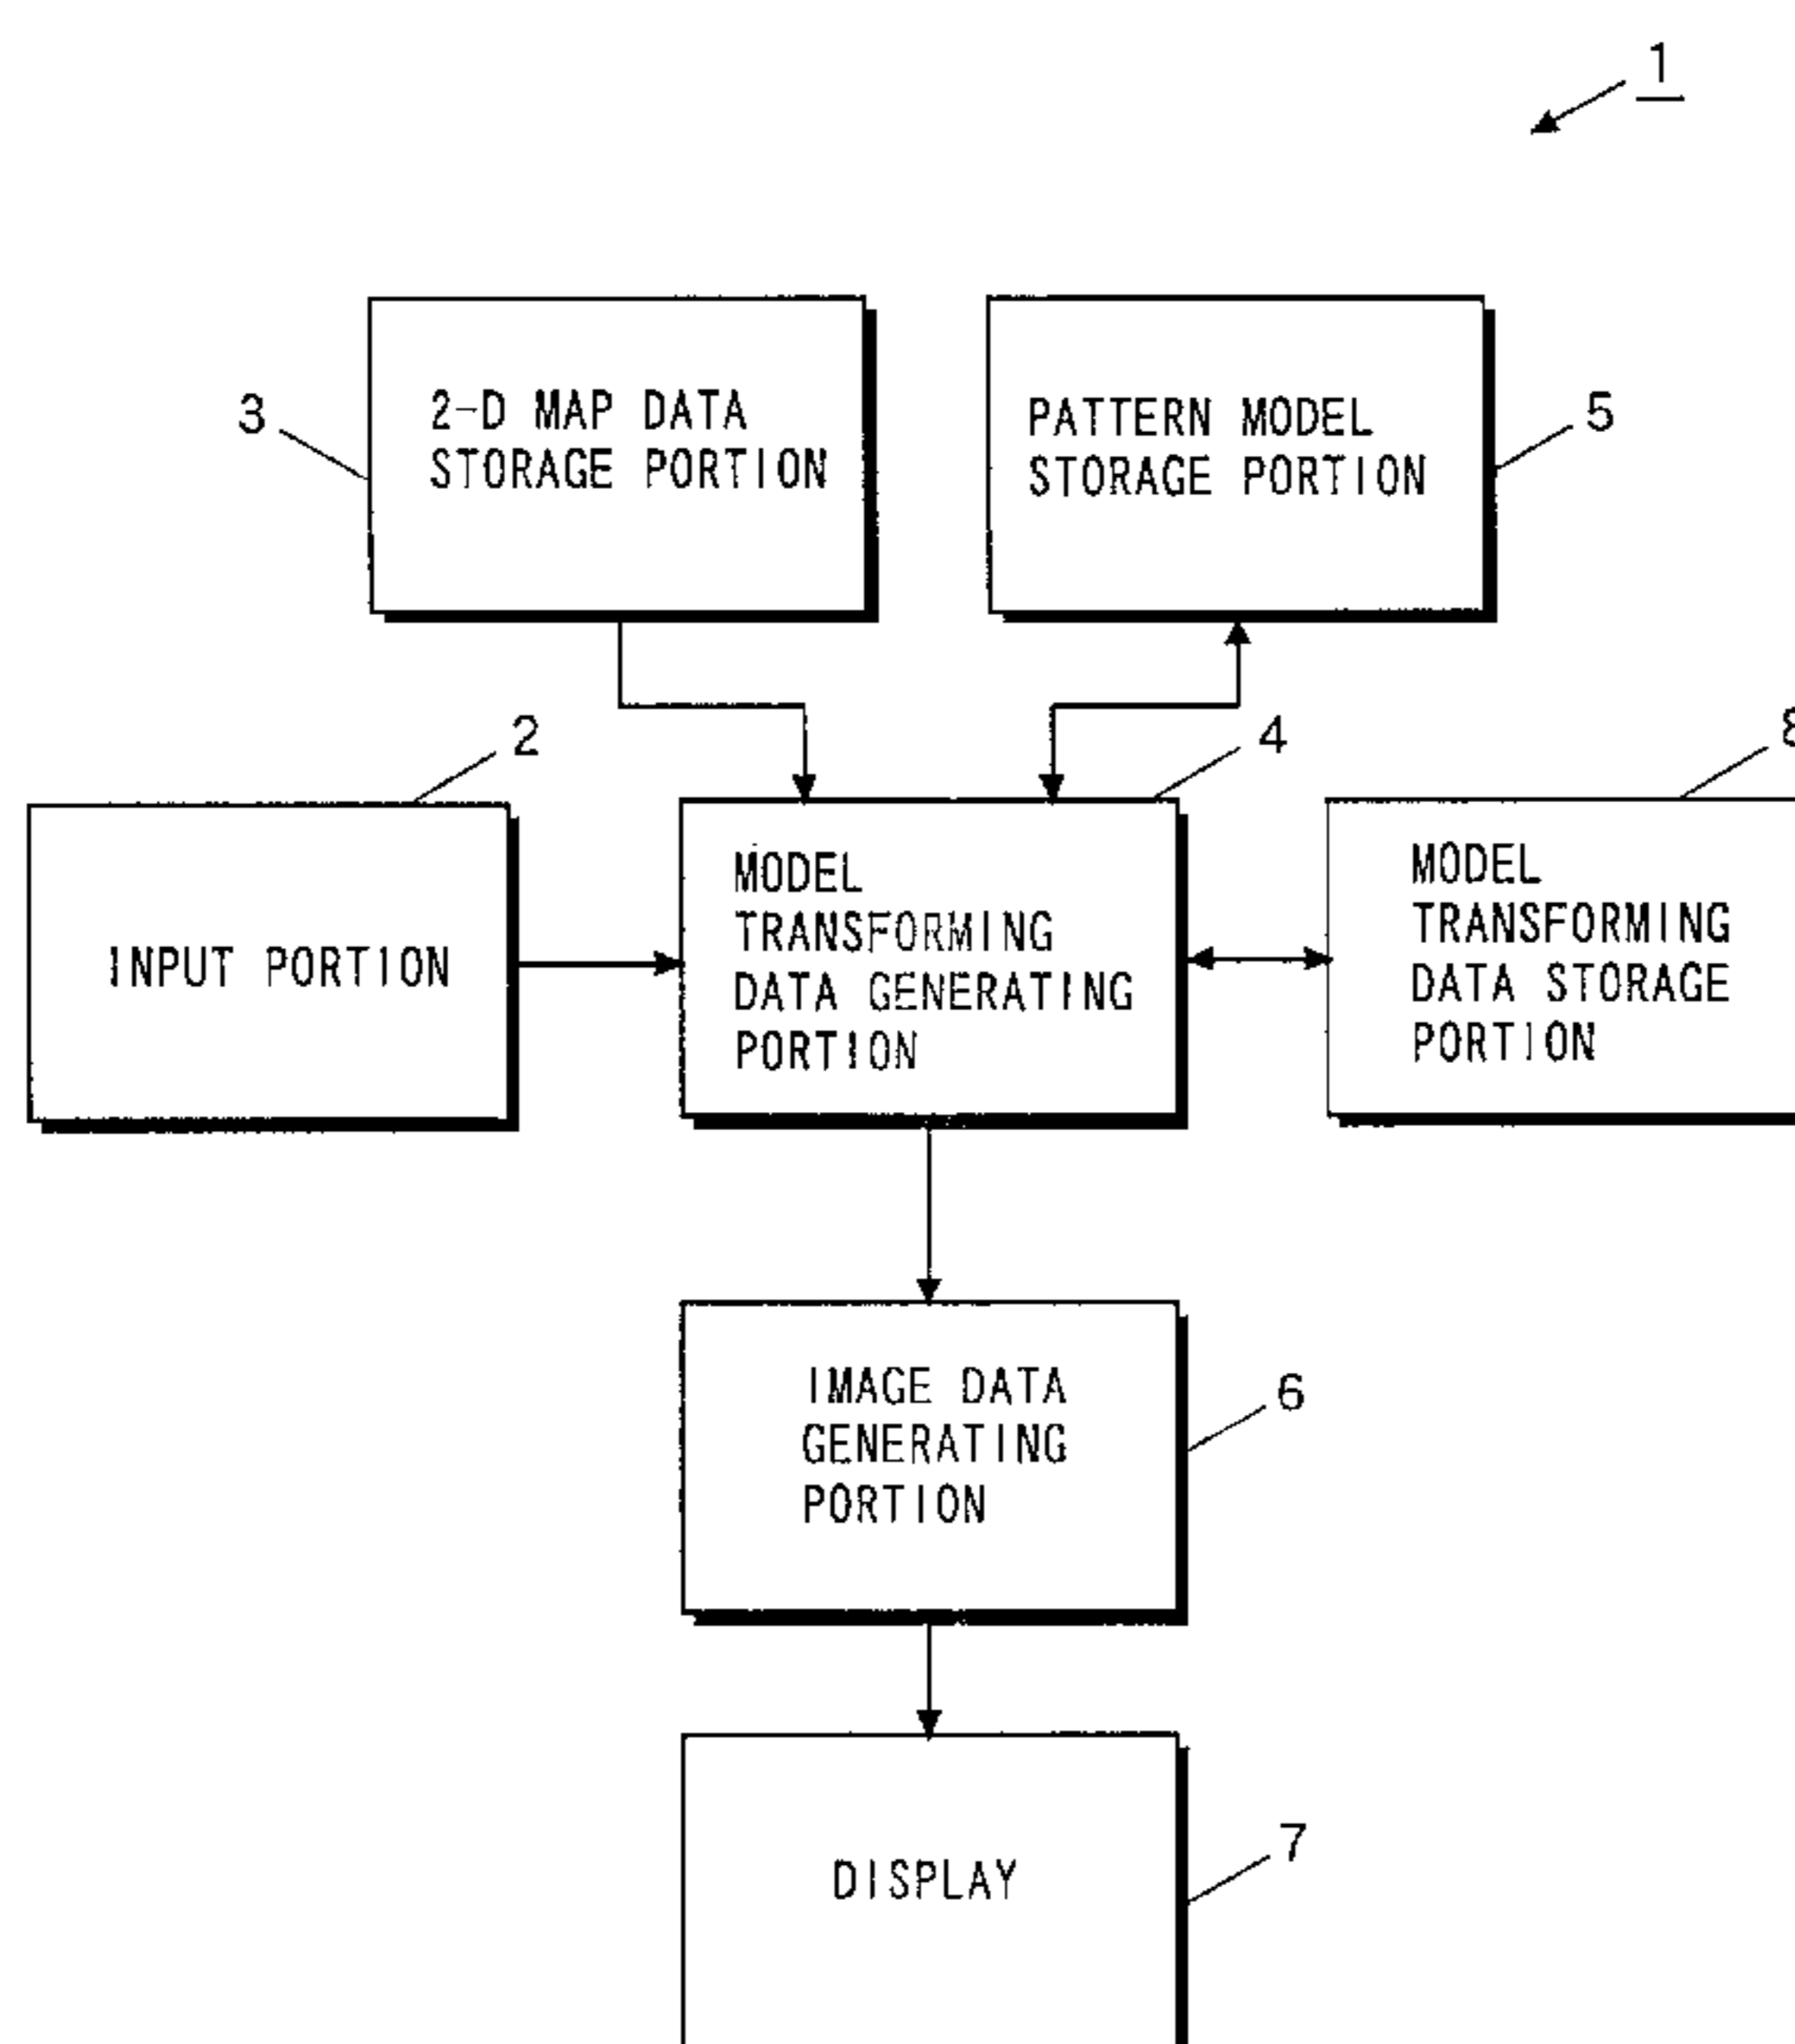 1
3
2-D MAP DATA
STORAGE PORTION
PATTERN MODEL
STORAGE PORTION
5
2
4
8
INPUT PORTION
MODEL
TRANSFORMING
DATA GENERATING
PORTION
MODEL
TRANSFORMING
DATA STORAGE
PORTION
IMAGE DATA
GENERATING
PORTION
6
DISPLAY
7